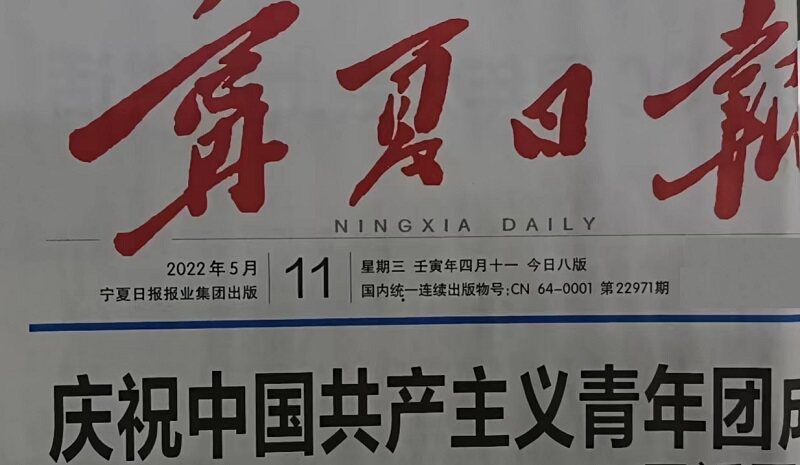 宁夏日报
NINGXIA DAILY
2022年5月
宁夏日报报业集团出版
11
星期三 壬寅年四月十一 今日八版
国内统一连续出版物号:CN 64-0001 第22971期
庆祝中国共产主义青年团成